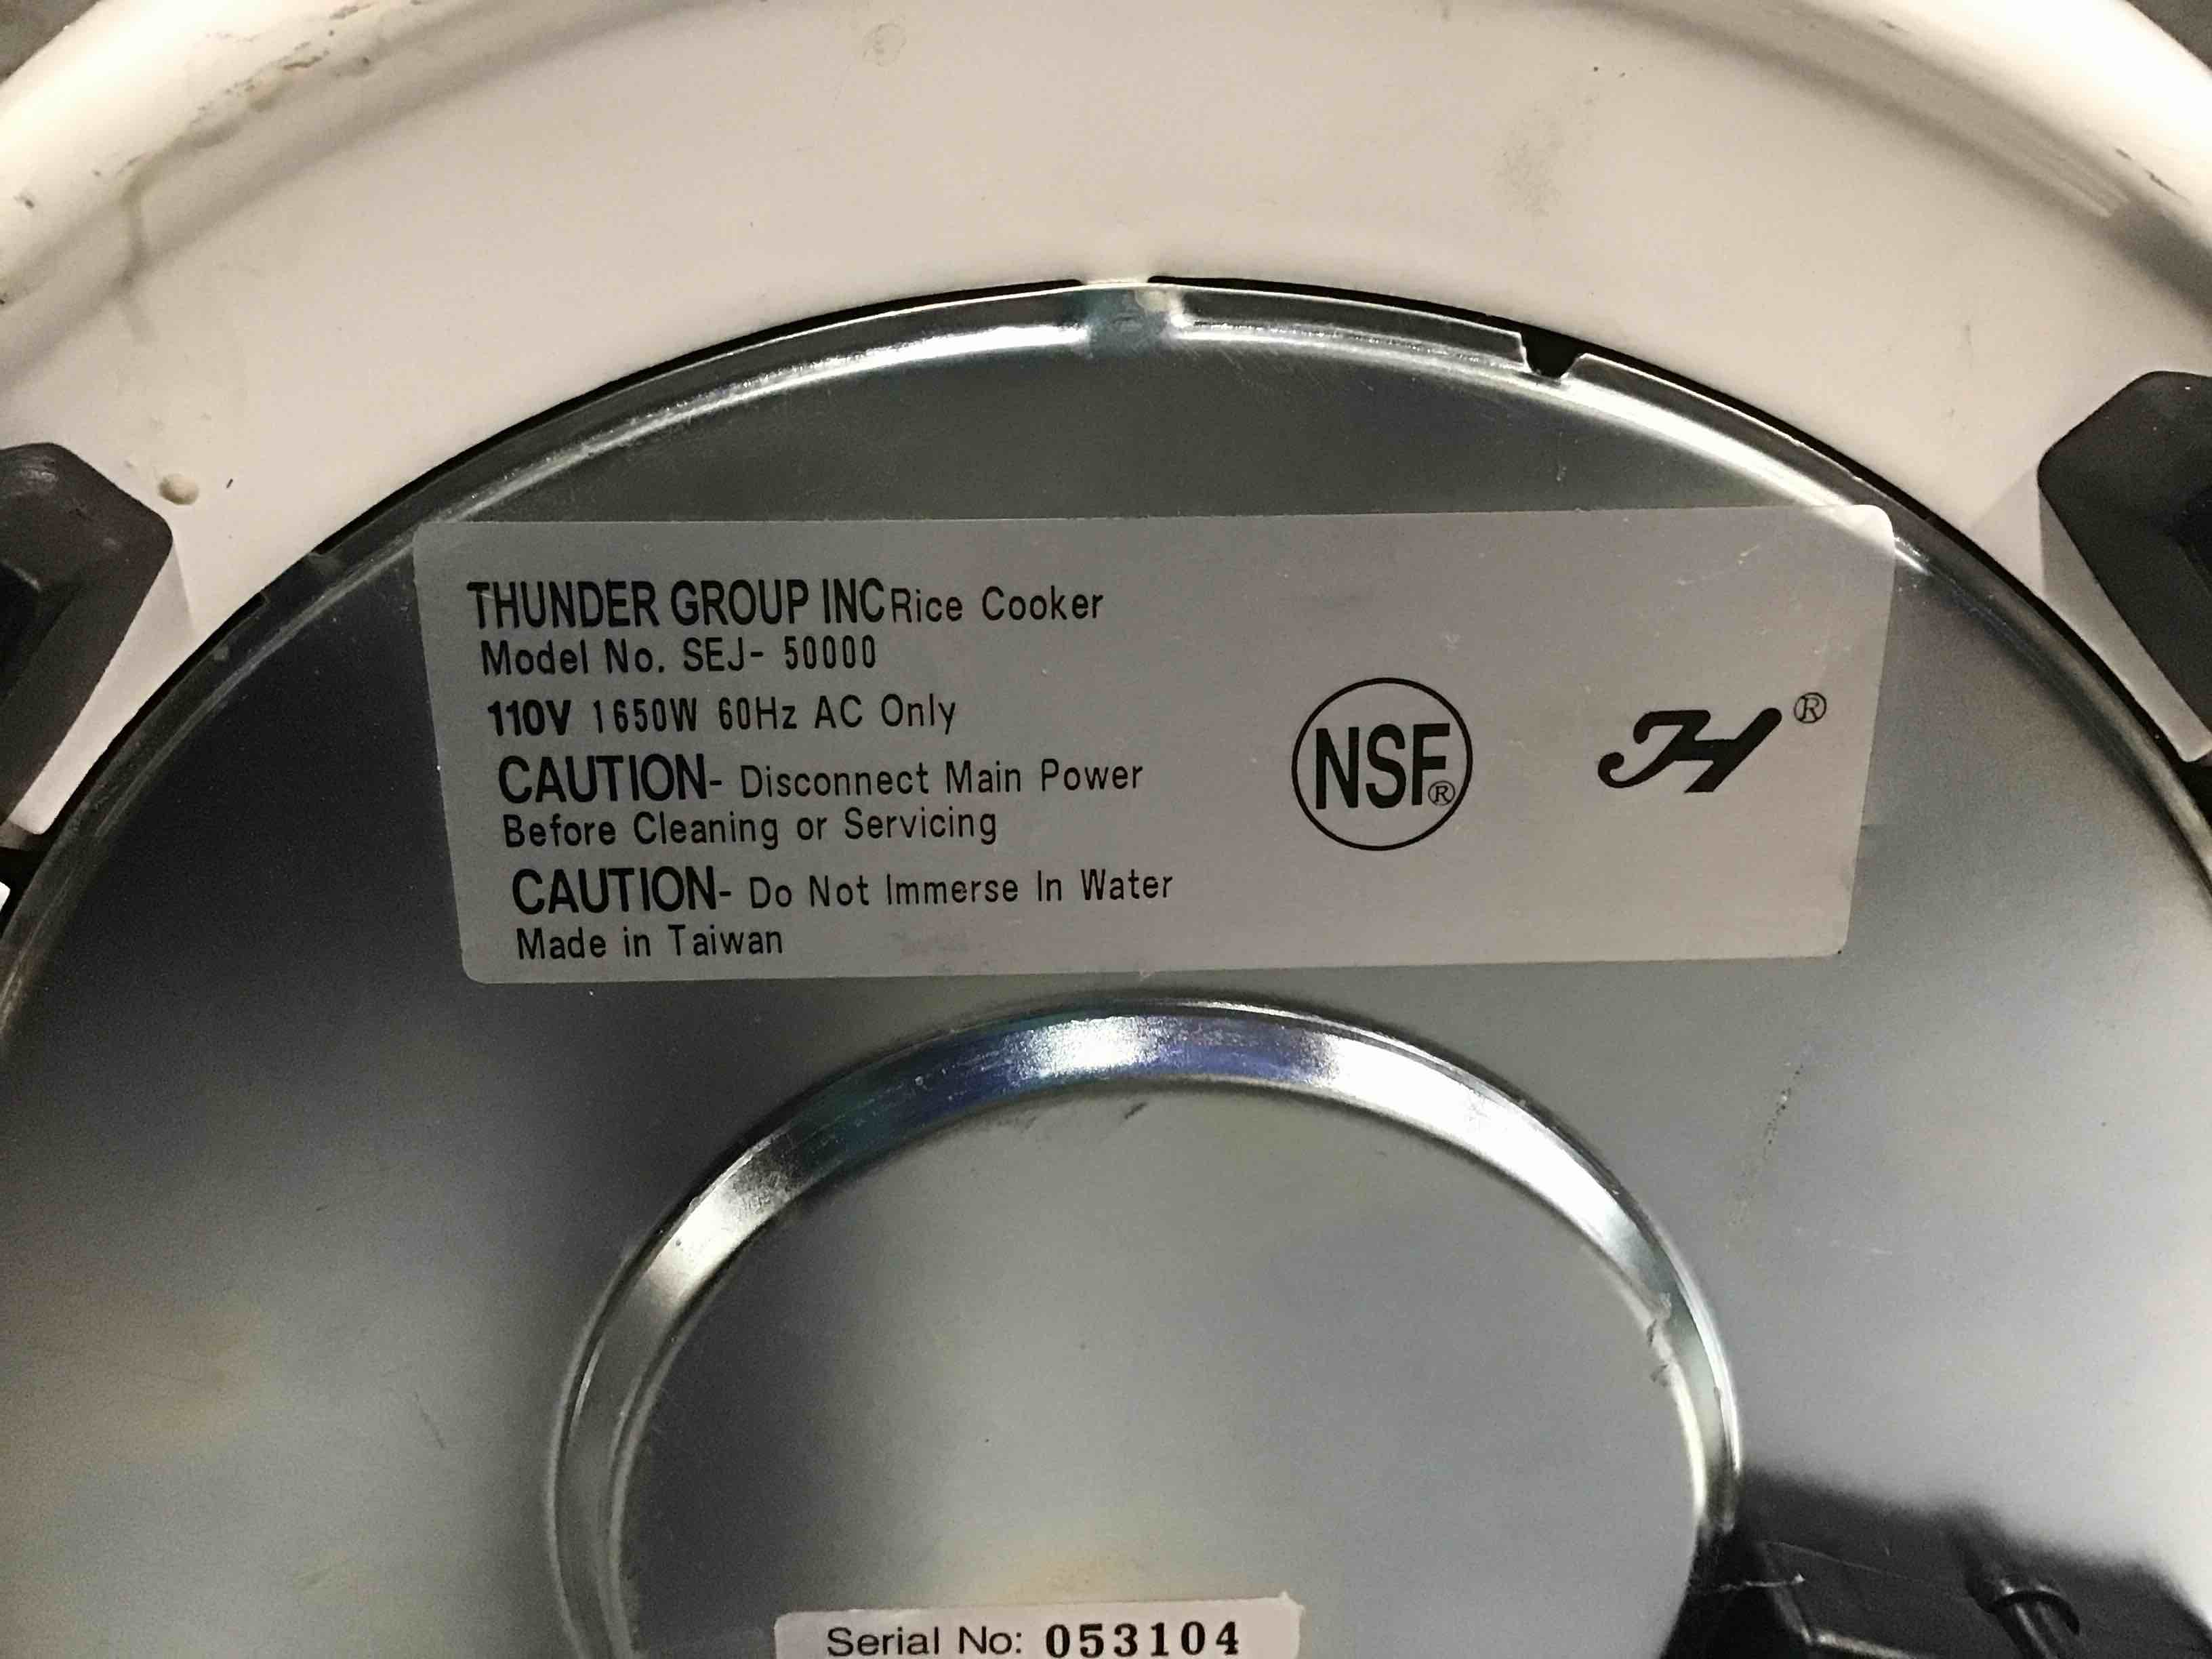 THUNDER GROUP INC Rice Cooker
Model No. SEJ- 50000
110V 1650W 60Hz AC Only
CAUTION- Disconnect Main Power
Before Cleaning or Servicing
CAUTION- Do Not Immerse In Water
Made in Taiwan
NSF®
JH®
Serial No: 053104